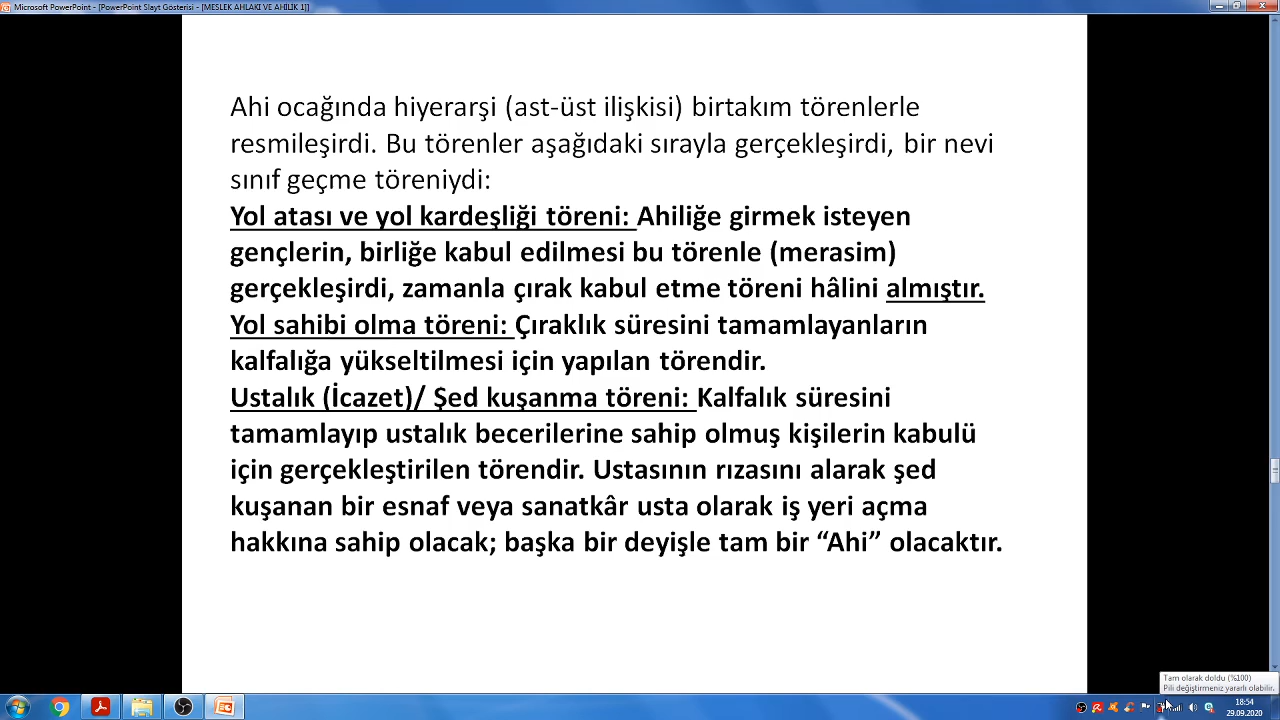 Microsoft PowerPoint - [PowerPoint Slayt Gösterisi - [MESLEK AHLAKI VE AHILIK 1]]
Ahi ocağında hiyerarşi (ast-üst ilişkisi) birtakım törenlerle
resmileşirdi. Bu törenler aşağıdaki sırayla gerçekleşirdi, bir nevi
sınıf geçme töreniydi:
Yol atası ve yol kardeşliği töreni: Ahiliğe girmek isteyen
gençlerin, birliğe kabul edilmesi bu törenle (merasim)
gerçekleşirdi, zamanla çırak kabul etme töreni hâlini almıştır.
Yol sahibi olma töreni: Çıraklık süresini tamamlayanların
kalfalığa yükseltilmesi için yapılan törendir.
Ustalık (İcazet)/ Şed kuşanma töreni: Kalfalık süresini
tamamlayıp ustalık becerilerine sahip olmuş kişilerin kabulü
için gerçekleştirilen törendir. Ustasının rızasını alarak şed
kuşanan bir esnaf veya sanatkâr usta olarak iş yeri açma
hakkına sahip olacak; başka bir deyişle tam bir “Ahi” olacaktır.
Tam olarak doldu (%100)
Pili değiştirmeniz yararlı olabilir.
18:54
29.09.2020